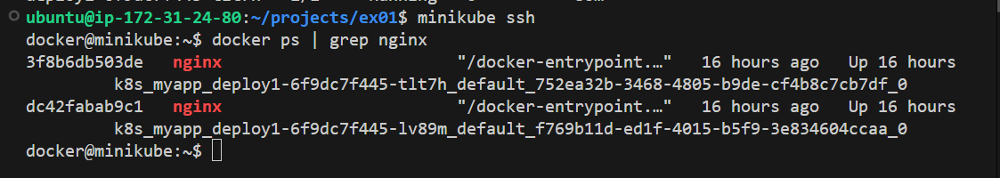 ubuntu@ip-172-31-24-80:~/projects/ex01$ minikube ssh
docker@minikube:~$ docker ps | grep nginx
3f8b6db503de   nginx                      "/docker-entrypoint.…"   16 hours ago   Up 16 hours
k8s_myapp_deploy1-6f9dc7f445-tlt7h_default_752ea32b-3468-4805-b9de-cf4b8c7cb7df_0
dc42fabab9c1   nginx                      "/docker-entrypoint.…"   16 hours ago   Up 16 hours
k8s_myapp_deploy1-6f9dc7f445-lv89m_default_f769b11d-ed1f-4015-b5f9-3e834604ccaa_0
docker@minikube:~$